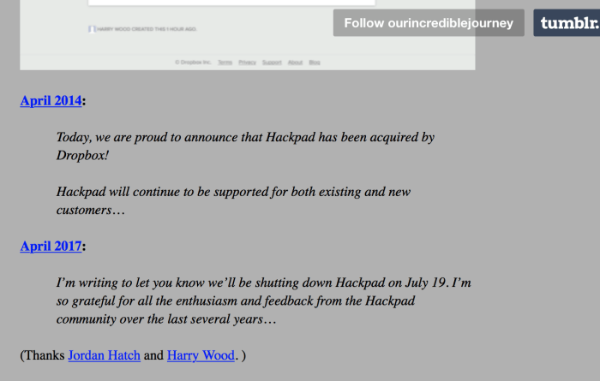 Follow ourincrediblejourney
tumblr.
HARRY WOOD CREATED THIS 1 HOUR AGO.
© Dropbox Inc. Terms Privacy Support About Blog
April 2014:
Today, we are proud to announce that Hackpad has been acquired by
Dropbox!
Hackpad will continue to be supported for both existing and new
customers…
April 2017:
I’m writing to let you know we’ll be shutting down Hackpad on July 19. I’m
so grateful for all the enthusiasm and feedback from the Hackpad
community over the last several years…
(Thanks Jordan Hatch and Harry Wood. )